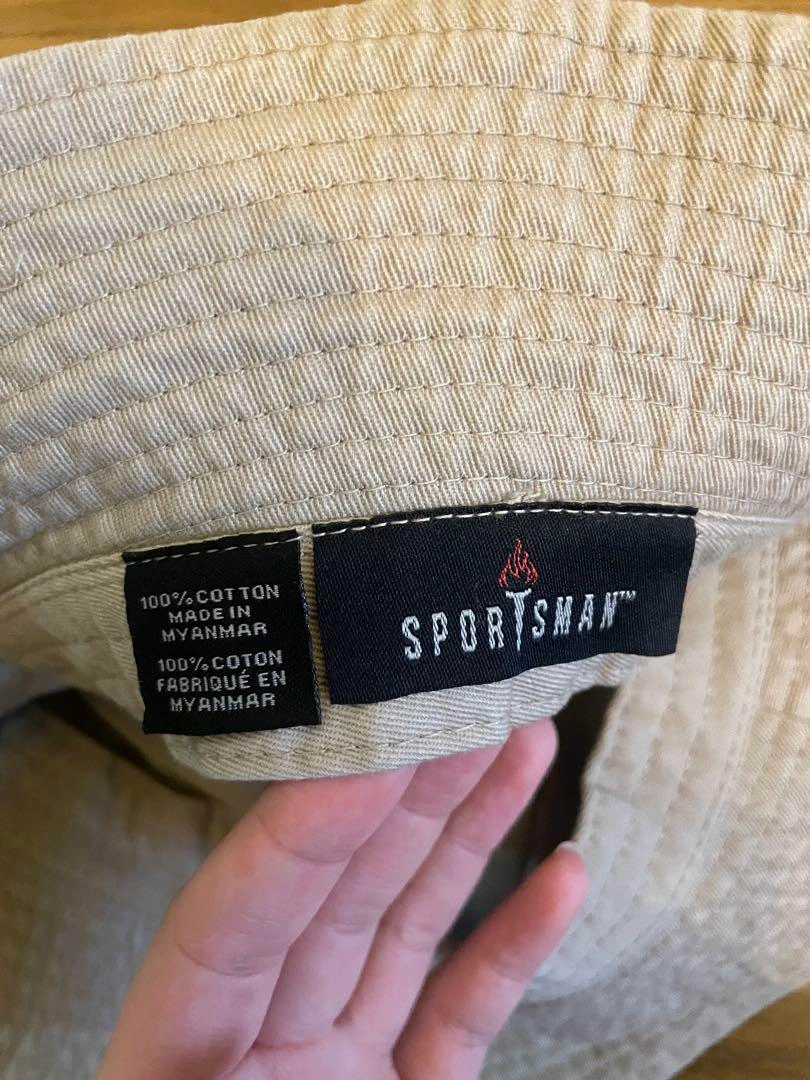 100% COTTON
MADE IN
MYANMAR
100% COTON
FABRIQUÉ EN
MYANMAR
SPORTSMAN™